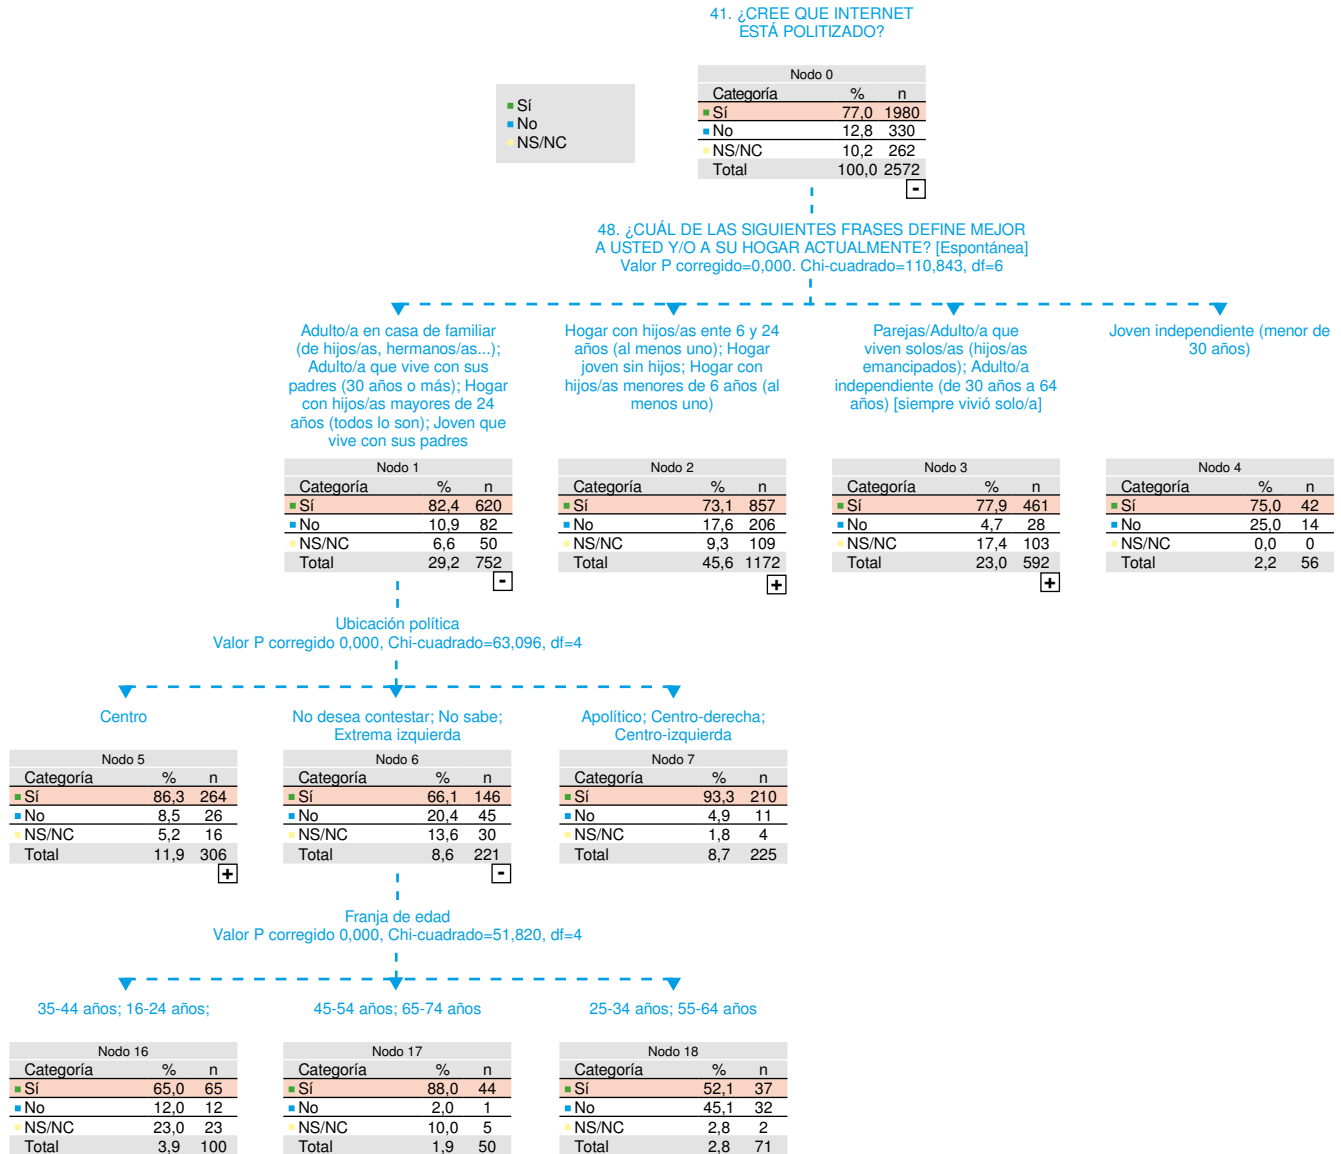 41. ¿CREE QUE INTERNET
ESTÁ POLITIZADO?
Sí
No
NS/NC
Nodo 0
Categoría % n
Sí 77,0 1980
No 12,8 330
NS/NC 10,2 262
Total 100,0 2572
-
48. ¿CUÁL DE LAS SIGUIENTES FRASES DEFINE MEJOR
A USTED Y/O A SU HOGAR ACTUALMENTE? [Espontánea]
Valor P corregido=0,000. Chi-cuadrado=110,843, df=6
Adulto/a en casa de familiar
(de hijos/as, hermanos/as...);
Adulto/a que vive con sus
padres (30 años o más); Hogar
con hijos/as mayores de 24
años (todos lo son); Joven que
vive con sus padres
Hogar con hijos/as ente 6 y 24
años (al menos uno); Hogar
joven sin hijos; Hogar con
hijos/as menores de 6 años (al
menos uno)
Parejas/Adulto/a que
viven solos/as (hijos/as
emancipados); Adulto/a
independiente (de 30 años a 64
años) [siempre vivió solo/a]
Joven independiente (menor de
30 años)
Nodo 1
Categoría % n
Sí 82,4 620
No 10,9 82
NS/NC 6,6 50
Total 29,2 752
-
Nodo 2
Categoría % n
Sí 73,1 857
No 17,6 206
NS/NC 9,3 109
Total 45,6 1172
+
Nodo 3
Categoría % n
Sí 77,9 461
No 4,7 28
NS/NC 17,4 103
Total 23,0 592
+
Nodo 4
Categoría % n
Sí 75,0 42
No 25,0 14
NS/NC 0,0 0
Total 2,2 56
Ubicación política
Valor P corregido 0,000, Chi-cuadrado=63,096, df=4
Centro
No desea contestar; No sabe;
Extrema izquierda
Apolítico; Centro-derecha;
Centro-izquierda
Nodo 5
Categoría % n
Sí 86,3 264
No 8,5 26
NS/NC 5,2 16
Total 11,9 306
+
Nodo 6
Categoría % n
Sí 66,1 146
No 20,4 45
NS/NC 13,6 30
Total 8,6 221
-
Nodo 7
Categoría % n
Sí 93,3 210
No 4,9 11
NS/NC 1,8 4
Total 8,7 225
Franja de edad
Valor P corregido 0,000, Chi-cuadrado=51,820, df=4
35-44 años; 16-24 años;
45-54 años; 65-74 años
25-34 años; 55-64 años
Nodo 16
Categoría % n
Sí 65,0 65
No 12,0 12
NS/NC 23,0 23
Total 3,9 100
Nodo 17
Categoría % n
Sí 88,0 44
No 2,0 1
NS/NC 10,0 5
Total 1,9 50
Nodo 18
Categoría % n
Sí 52,1 37
No 45,1 32
NS/NC 2,8 2
Total 2,8 71